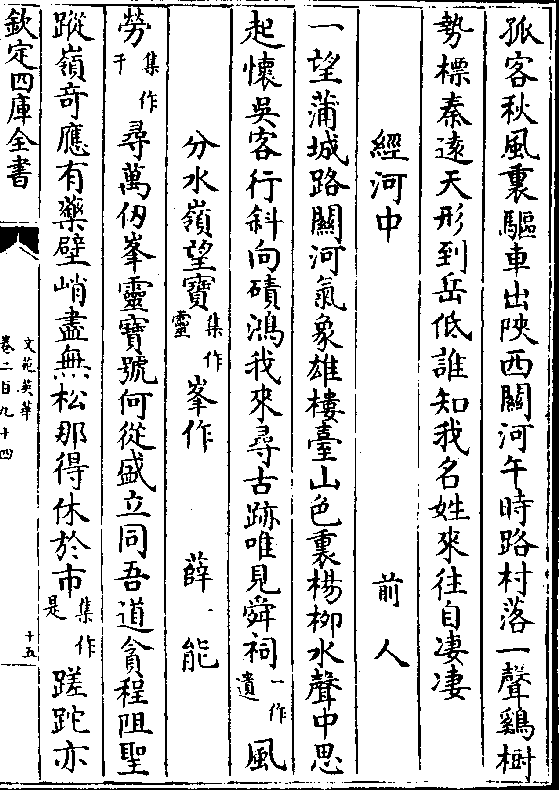 孤客秋風裏驅車出陜西關河午時路村落一聲鷄樹
勢標秦遠天形到岳低誰知我名姓來往自凄凄
經河中　前人
一望蒲城路關河氣象雄樓臺山色裏楊栁水聲中思
起懷吳客行斜向磧鴻我來尋古跡唯見舜祠一作遺風
分水嶺望寶集作靈峯作　薛能
勞集作千尋萬仞峯靈寶號何從盛立同吾道貪程阻聖
蹤嶺竒應有藥壁峭盡無松那得休於市集作是蹉跎亦
欽定四庫全書
文苑英華
卷二百九十四
十五